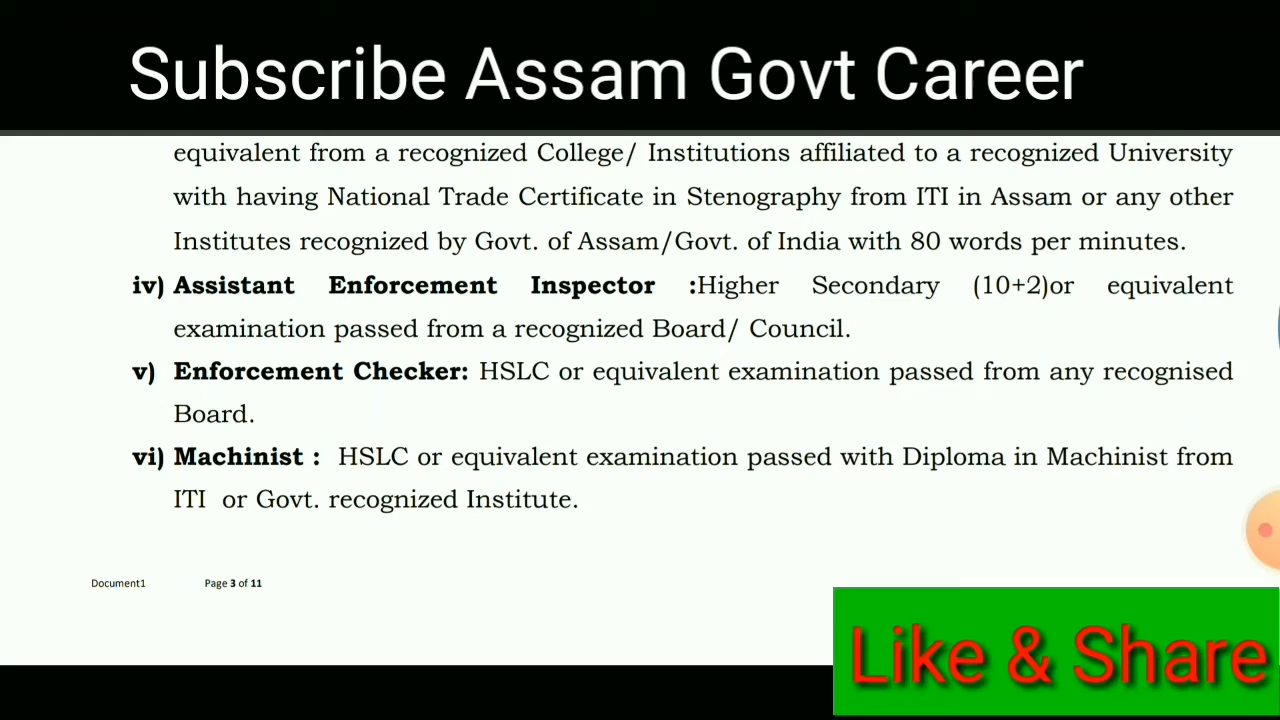 Subscribe Assam Govt Career
equivalent from a recognized College/ Institutions affiliated to a recognized University
with having National Trade Certificate in Stenography from ITI in Assam or any other
Institutes recognized by Govt. of Assam/Govt. of India with 80 words per minutes.
iv) Assistant Enforcement Inspector :Higher Secondary (10+2)or equivalent
examination passed from a recognized Board/ Council.
v) Enforcement Checker: HSLC or equivalent examination passed from any recognised
Board.
vi) Machinist : HSLC or equivalent examination passed with Diploma in Machinist from
ITI or Govt. recognized Institute.
Document1 Page 3 of 11
Like & Share